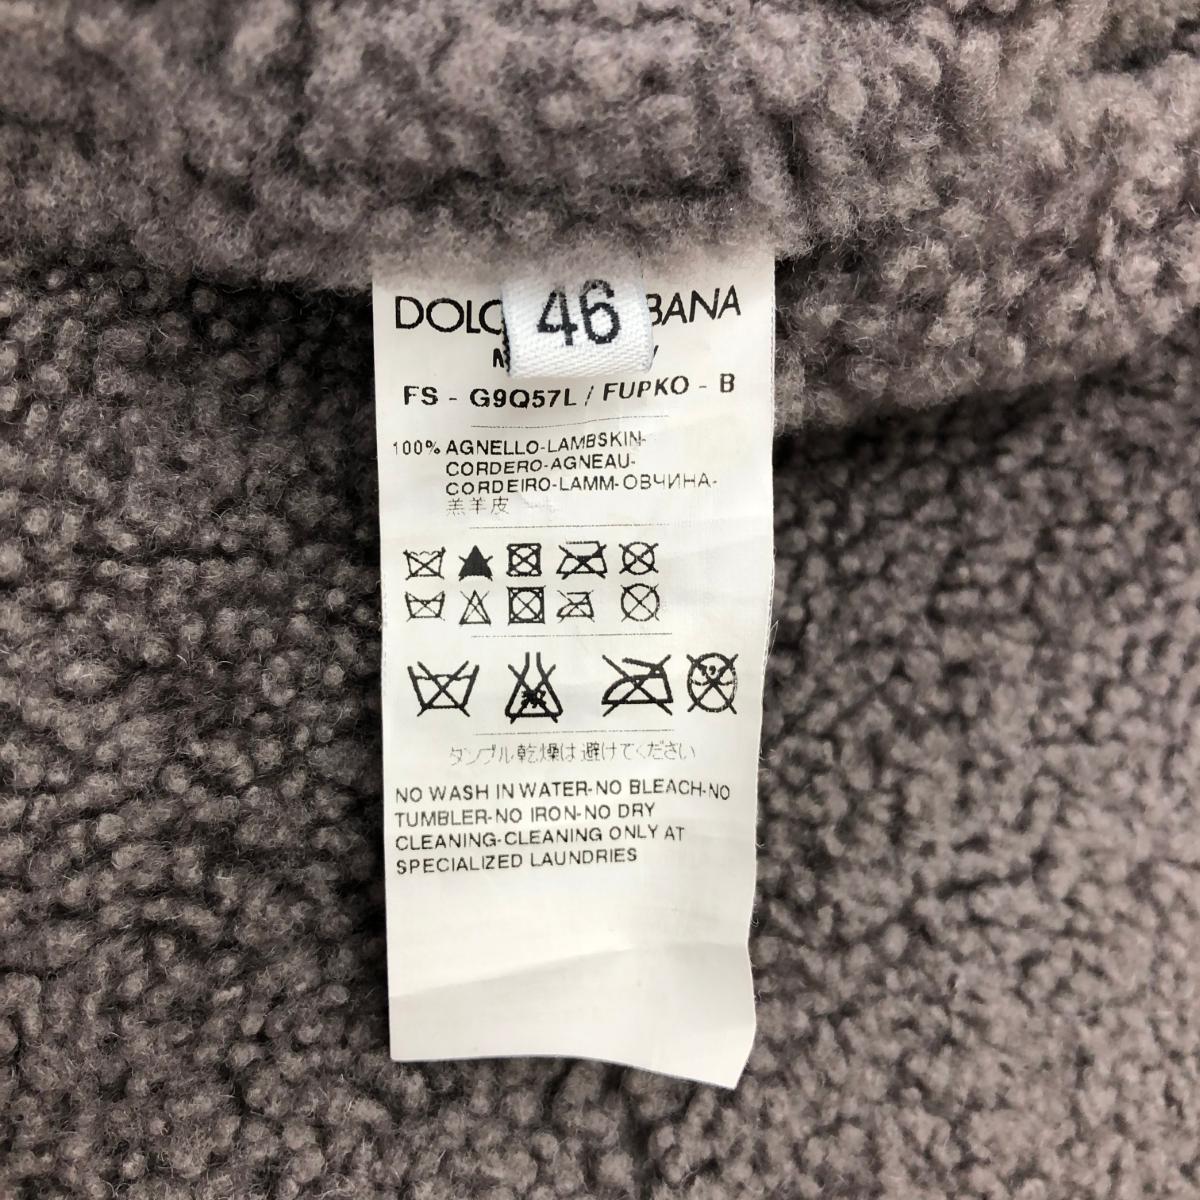 46
FS - G9Q57L / FUPKO - B
100% AGNELLO-LAMBSKIN-
CORDERO-AGNEAU-
CORDEIRO-LAMM-ОВЧИНА-
羔羊皮
タンブル乾燥は避けてください
NO WASH IN WATER-NO BLEACH-NO
TUMBLER-NO IRON-NO DRY
CLEANING-CLEANING ONLY AT
SPECIALIZED LAUNDRIES